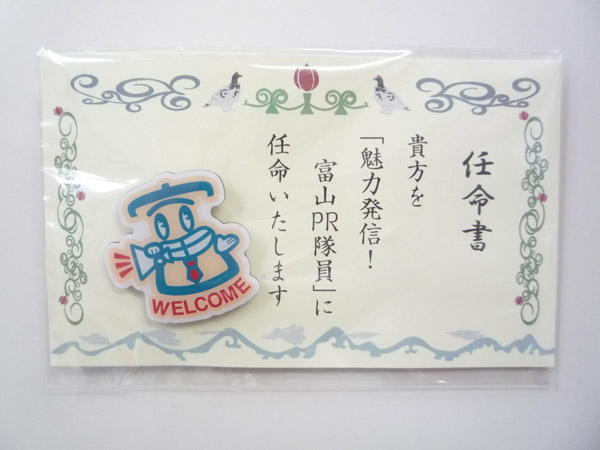 任命書
貴方を
「魅力発信！
富山PR隊員」に
任命いたします
WELCOME